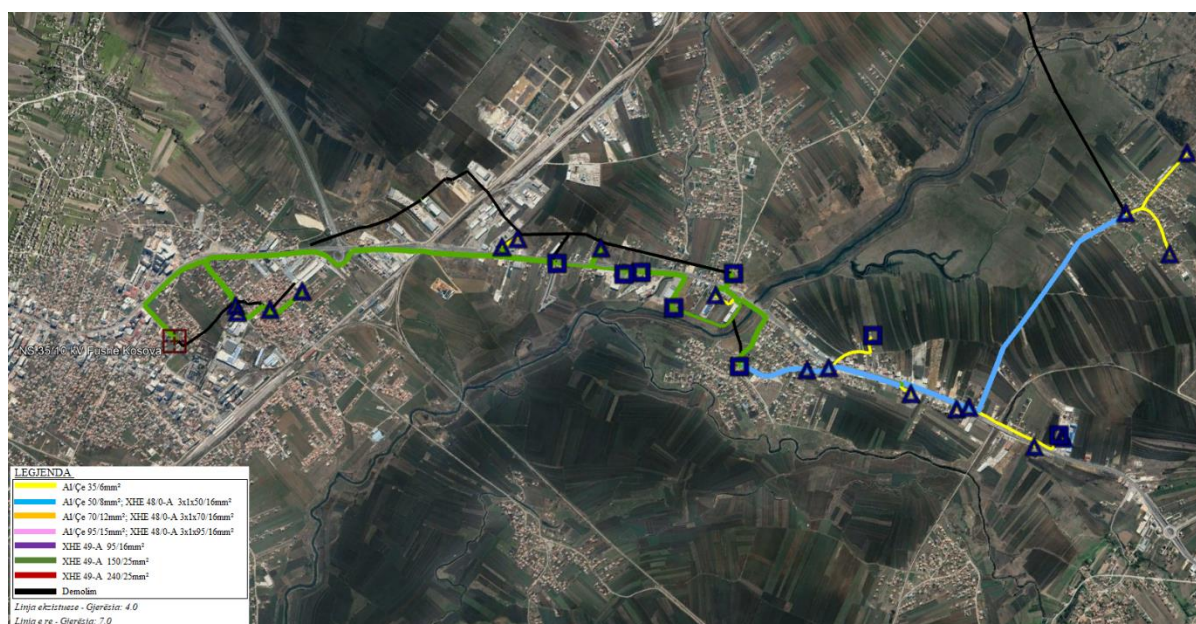 NS 35/10 kV Fushe Kosova
LEGJENDA
Al/Çe 35/6mm²
Al/Çe 50/8mm²; XHE 48/0-A 3x1x50/16mm²
Al/Çe 70/12mm²; XHE 48/0-A 3x1x70/16mm²
Al/Çe 95/15mm²; XHE 48/0-A 3x1x95/16mm²
XHE 49-A 95/16mm²
XHE 49-A 150/25mm²
XHE 49-A 240/25mm²
Demolim
Linja ekzistuese - Gjerësia: 4.0
Linja e re - Gjerësia: 7.0